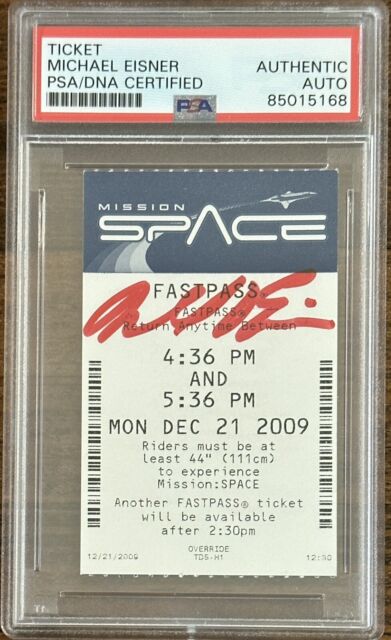 TICKET
MICHAEL EISNER
PSA/DNA CERTIFIED
AUTHENTIC
AUTO
85015168
PSA
MISSION
SPACE
FASTPASS®
FASTPASS®
Return Anytime Between
4:36 PM
AND
5:36 PM
MON DEC 21 2009
Riders must be at
least 44" (111cm)
to experience
Mission:SPACE
Another FASTPASS® ticket
will be available
after 2:30pm
OVERRIDE
12/21/2009 TDS-H1 12:30